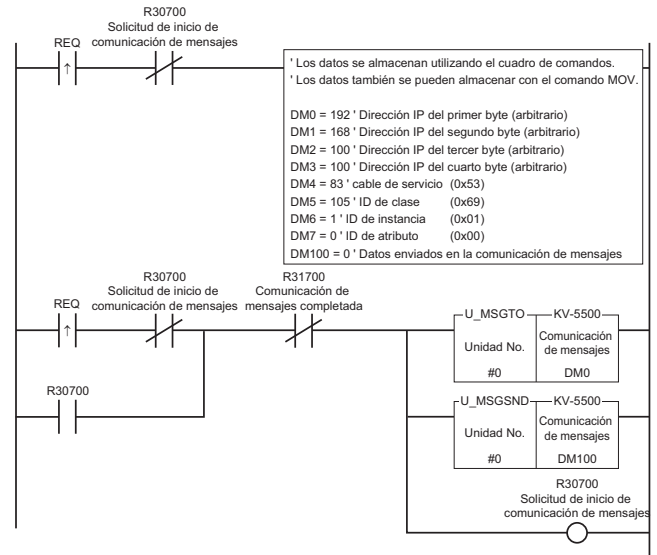 R30700
Solicitud de inicio de
comunicación de mensajes
REQ
↑
' Los datos se almacenan utilizando el cuadro de comandos.
' Los datos también se pueden almacenar con el comando MOV.
DM0 = 192 ' Dirección IP del primer byte (arbitrario)
DM1 = 168 ' Dirección IP del segundo byte (arbitrario)
DM2 = 100 ' Dirección IP del tercer byte (arbitrario)
DM3 = 100 ' Dirección IP del cuarto byte (arbitrario)
DM4 = 83 ' cable de servicio (0x53)
DM5 = 105 ' ID de clase (0x69)
DM6 = 1 ' ID de instancia (0x01)
DM7 = 0 ' ID de atributo (0x00)
DM100 = 0 ' Datos enviados en la comunicación de mensajes
R30700
Solicitud de inicio de
comunicación de mensajes
REQ
↑
R31700
Comunicación de
mensajes completada
R30700
U_MSGTO KV-5500
Unidad No.
Comunicación
de mensajes
#0 DM0
U_MSGSND KV-5500
Unidad No.
Comunicación
de mensajes
#0 DM100
R30700
Solicitud de inicio de
comunicación de mensajes